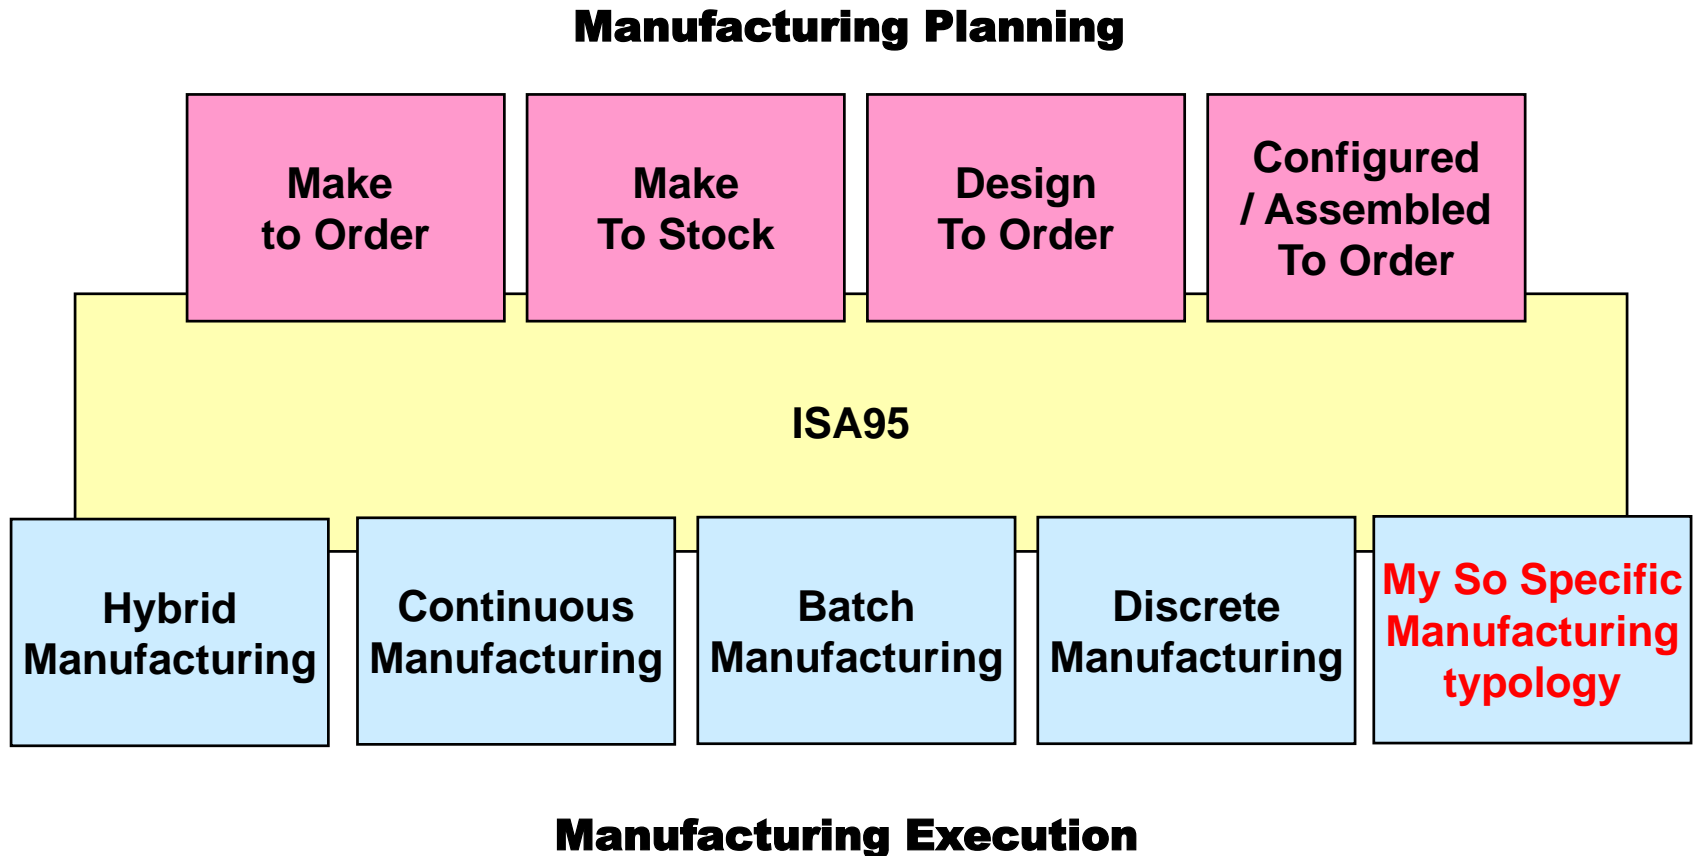 Manufacturing Planning
Make
to Order
Make
To Stock
Design
To Order
Configured
/ Assembled
To Order
ISA95
Hybrid
Manufacturing
Continuous
Manufacturing
Batch
Manufacturing
Discrete
Manufacturing
My So Specific
Manufacturing
typology
Manufacturing Execution